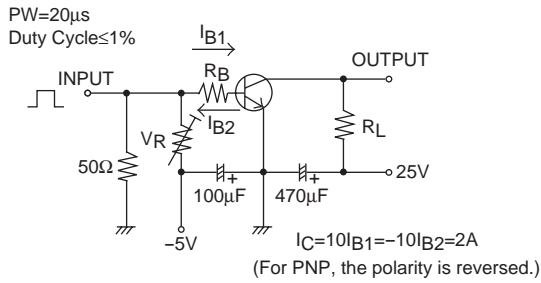 PW=20μs
Duty Cycle≤1%
IB1
OUTPUT
INPUT
RB
IB2
VR
RL
50Ω
25V
+
+
100μF
470μF
−5V
IC=10IB1=−10IB2=2A
(For PNP, the polarity is reversed.)